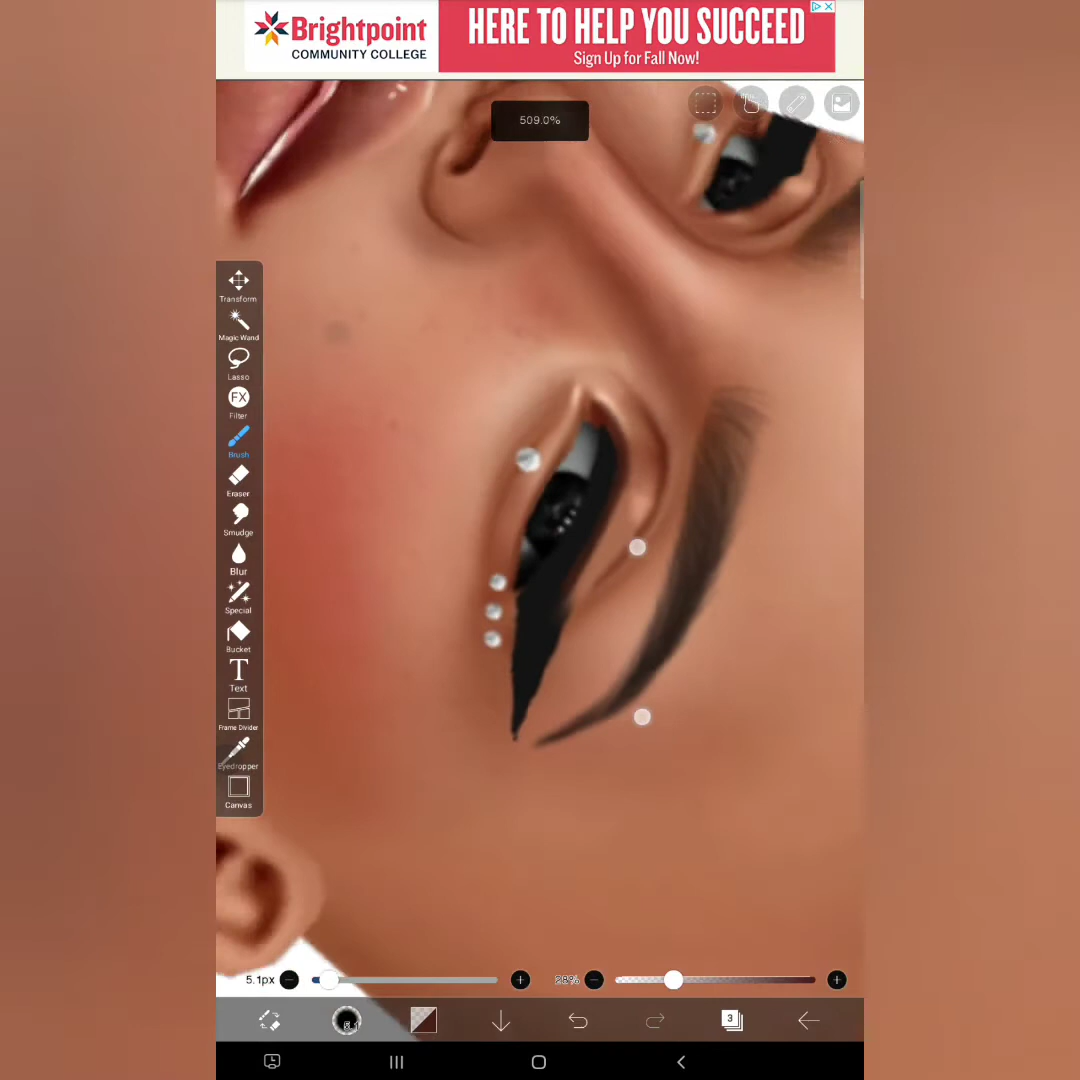 Brightpoint
COMMUNITY COLLEGE
HERE TO HELP YOU SUCCEED
Sign Up for Fall Now!
509.0%
Transform
Magic Wand
Lasso
FX
Filter
Brush
Eraser
Smudge
Blur
Special
Bucket
T
Text
Frame Divider
Eyedropper
Canvas
5.1px
28%
3